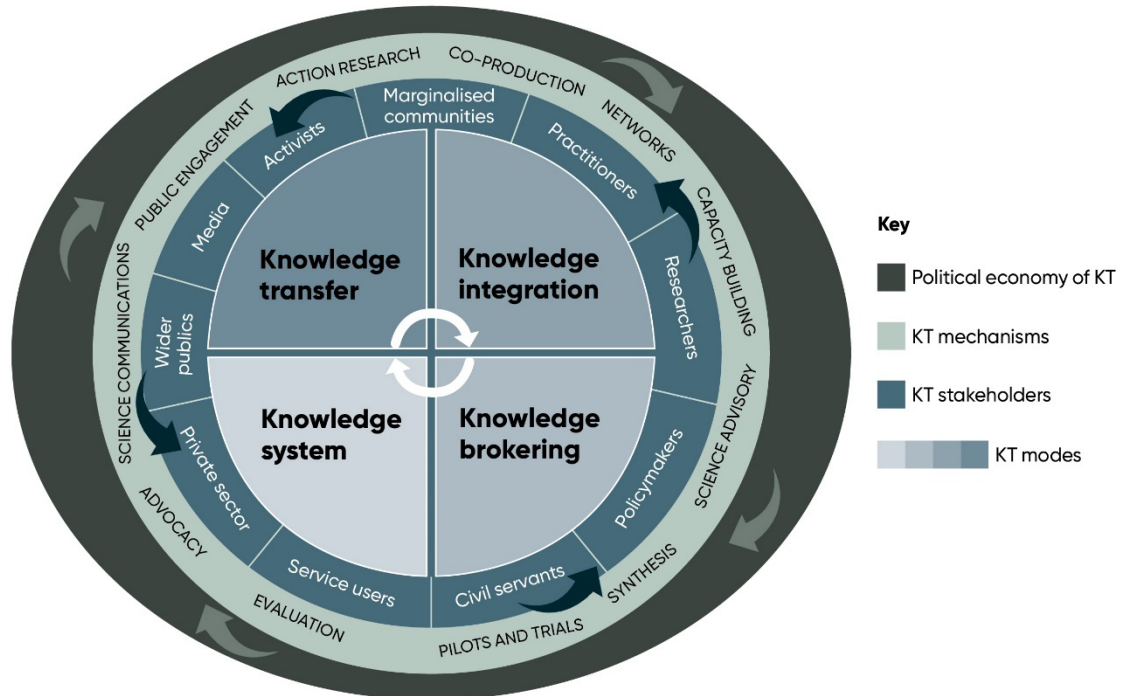 ACTION RESEARCH
CO-PRODUCTION
NETWORKS
CAPACITY BUILDING
SCIENCE ADVISORY
SYNTHESIS
PILOTS AND TRIALS
EVALUATION
ADVOCACY
SCIENCE COMMUNICATIONS
PUBLIC ENGAGEMENT
Marginalised
communities
Practitioners
Researchers
Policymakers
Civil servants
Service users
Private sector
Wider
publics
Media
Activists
Knowledge
transfer
Knowledge
integration
Knowledge
system
Knowledge
brokering
Key
Political economy of KT
KT mechanisms
KT stakeholders
KT modes